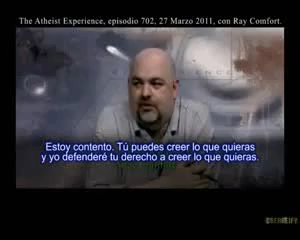 The Atheist Experience, episodio 702, 27 Marzo 2011, con Ray Comfort.
Estoy contento. Tú puedes creer lo que quieras
y yo defenderé tu derecho a creer lo que quieras.